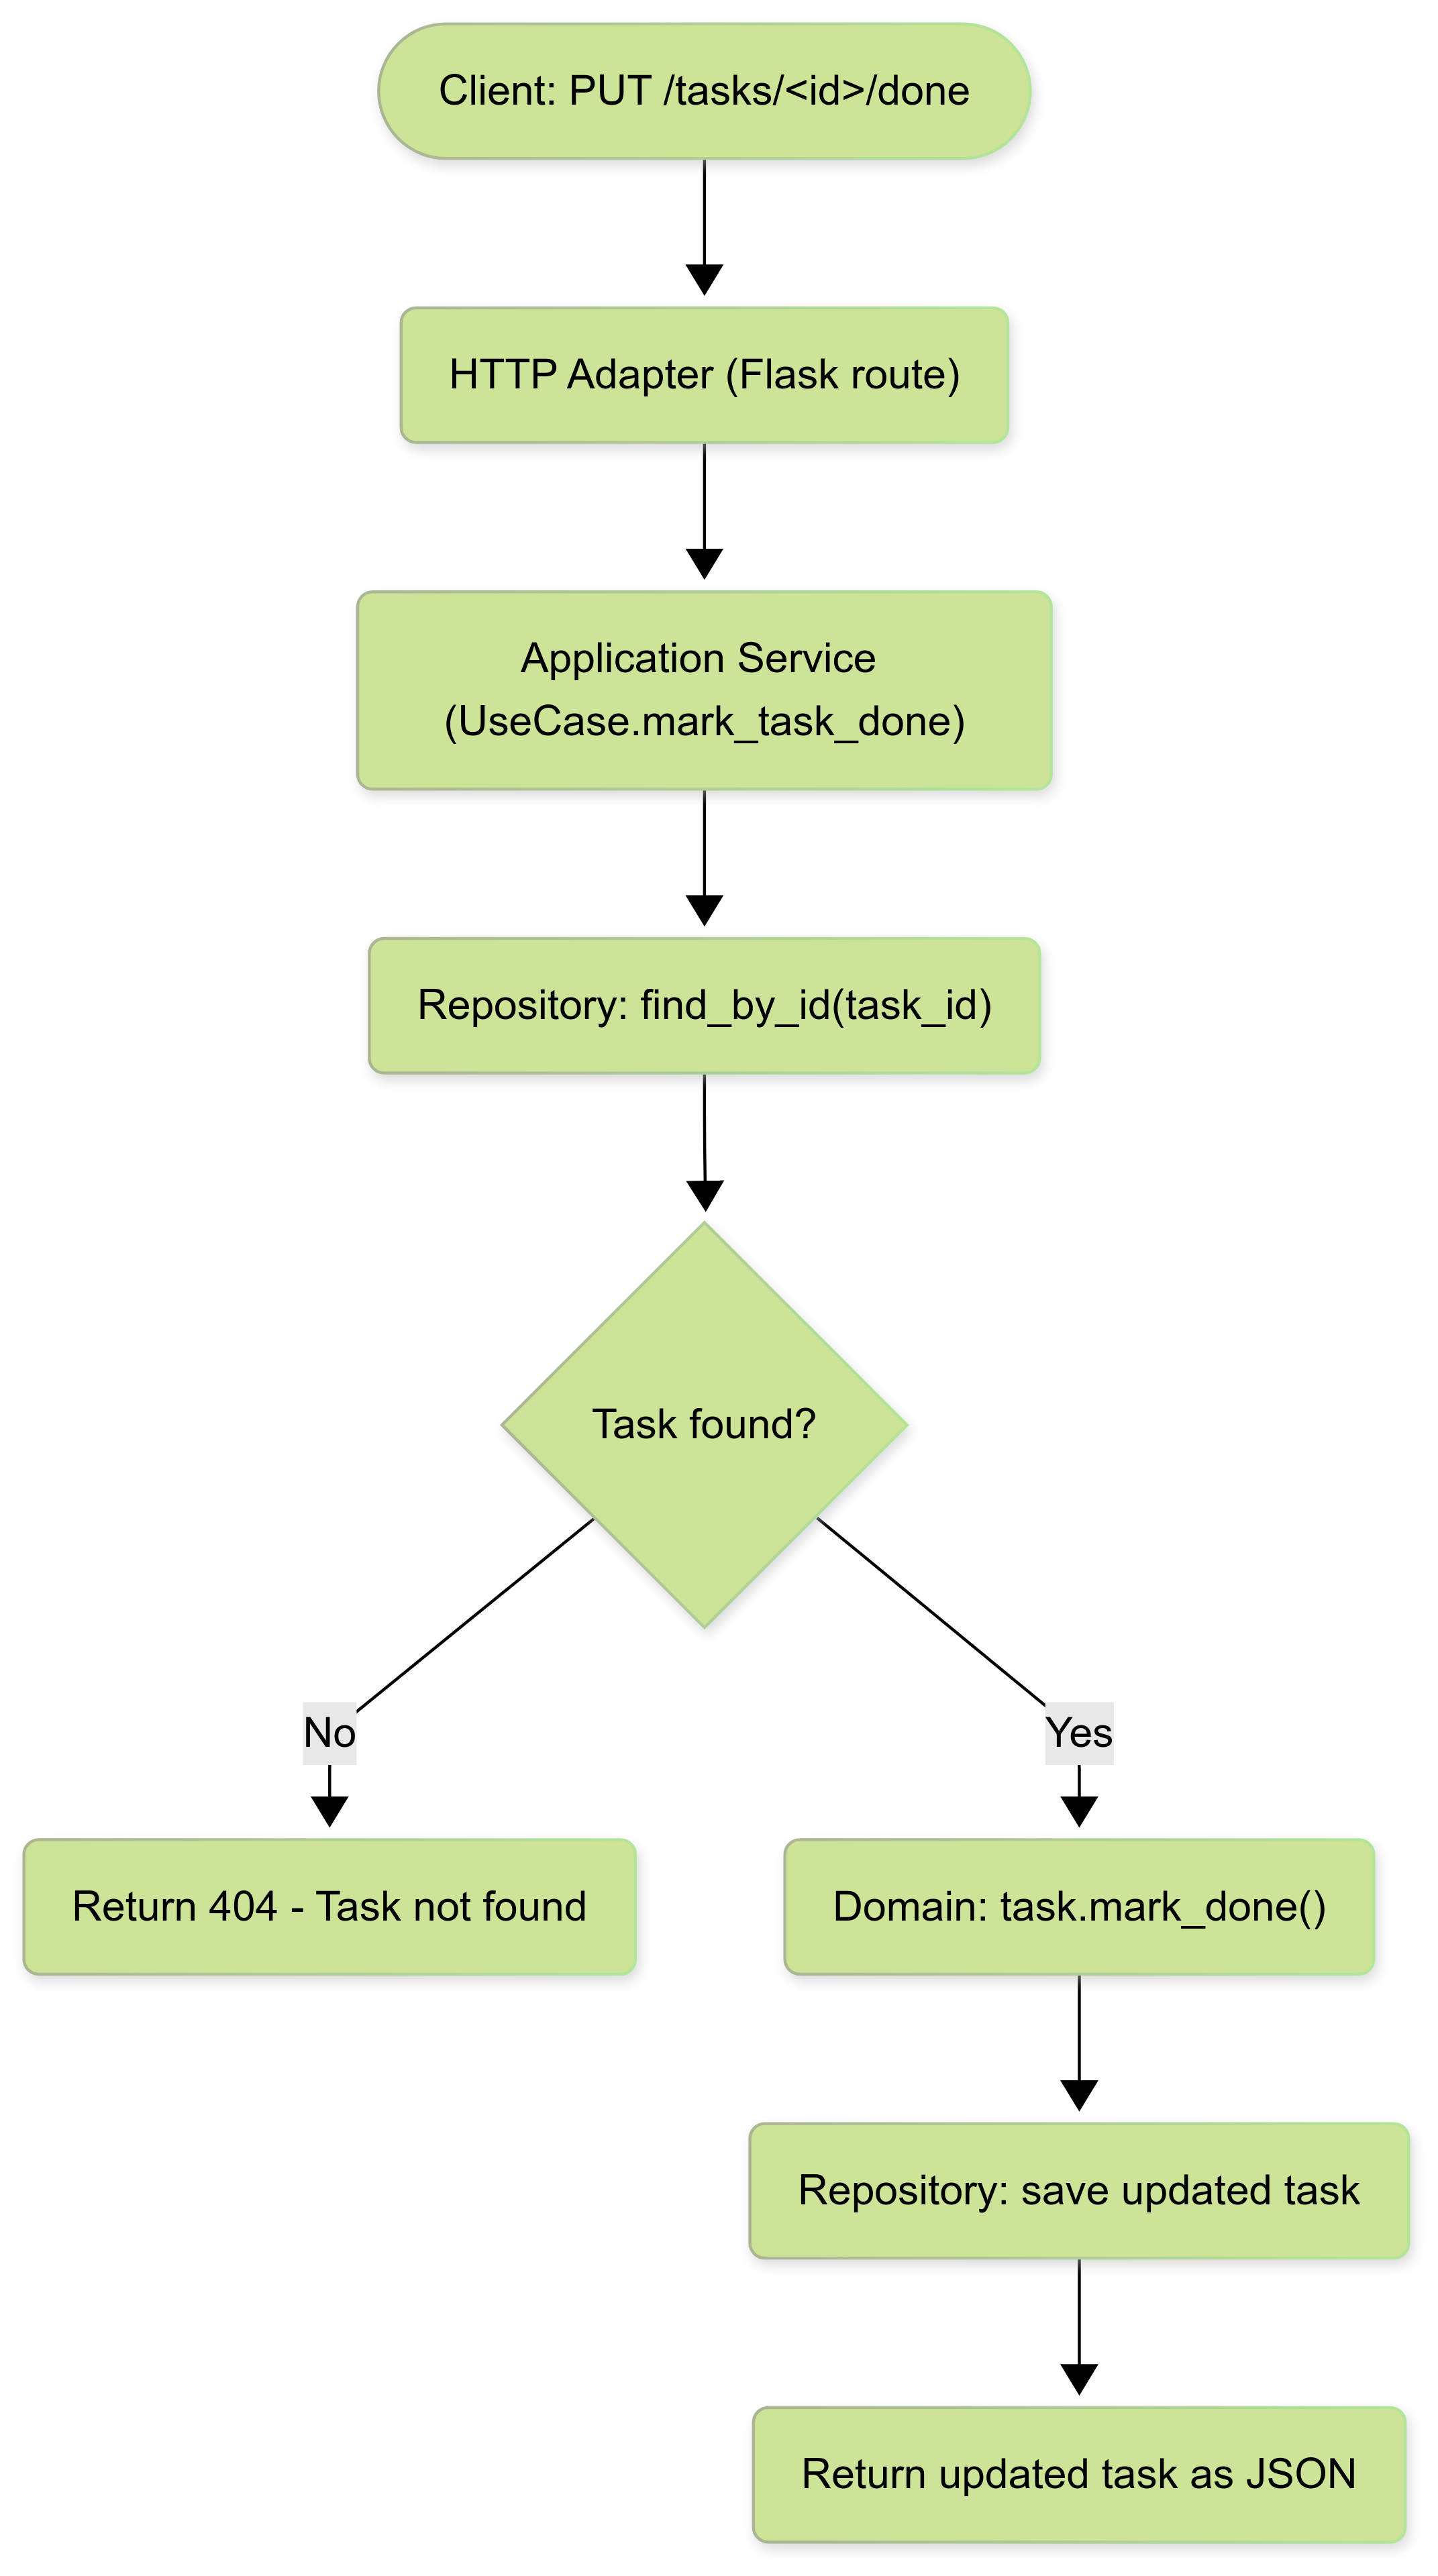 Client: PUT /tasks/<id>/done
HTTP Adapter (Flask route)
Application Service
(UseCase.mark_task_done)
Repository: find_by_id(task_id)
Task found?
No
Yes
Return 404 - Task not found
Domain: task.mark_done()
Repository: save updated task
Return updated task as JSON